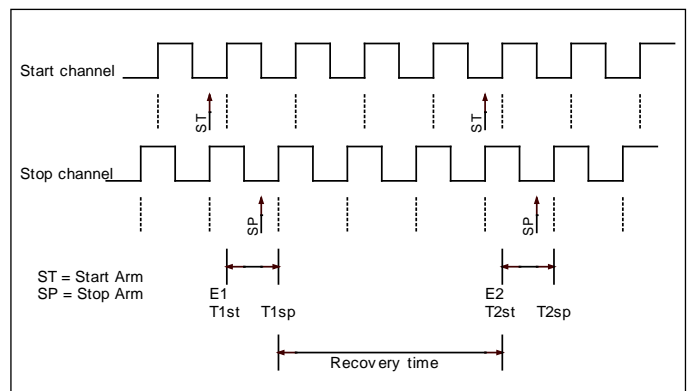 Start channel
ST
ST
Stop channel
SP
SP
ST = Start Arm
SP = Stop Arm
E1
E2
T1st
T1sp
T2st
T2sp
Recovery time